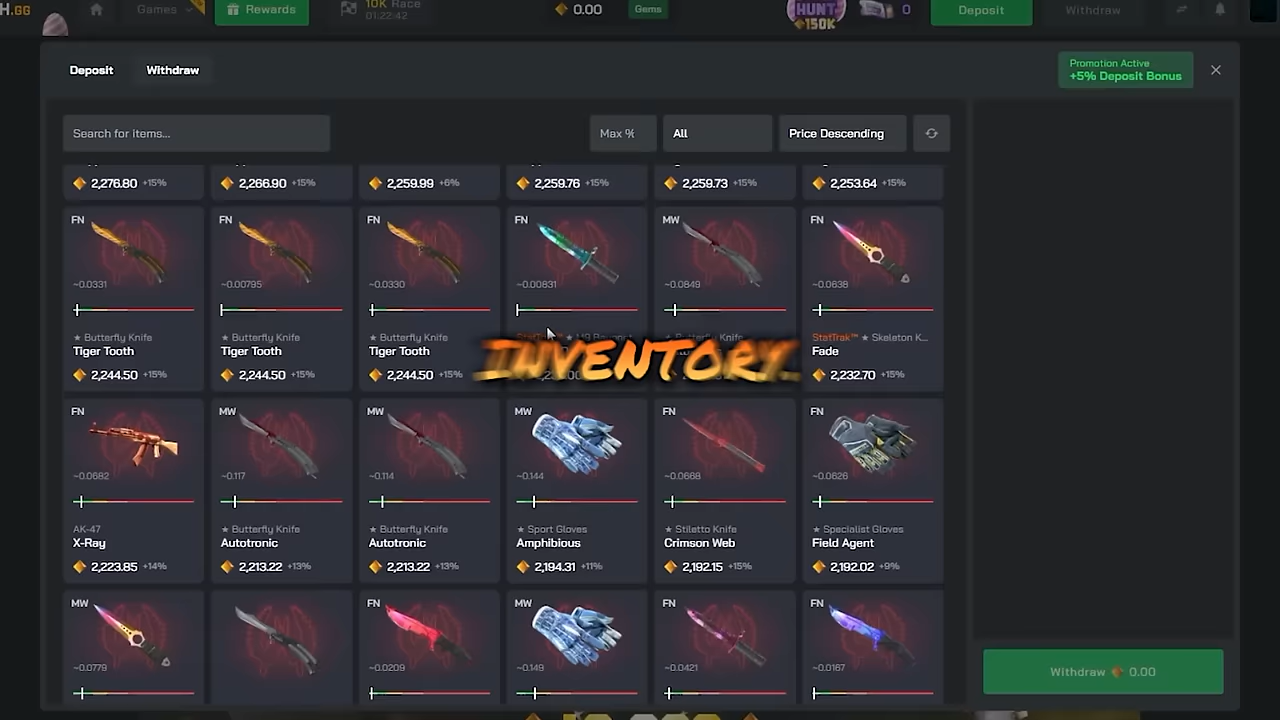 H.GG
Games
Rewards
10K Race
01:22:42
0.00
Gems
HUNT
150K
0
Deposit
Withdraw
Deposit
Withdraw
Promotion Active
+5% Deposit Bonus
Search for items...
Max %
All
Price Descending
2,276.80 +15%
2,266.90 +15%
2,259.99 +6%
2,259.76 +15%
2,259.73 +15%
2,253.64 +15%
FN
~0.0331
★ Butterfly Knife
Tiger Tooth
2,244.50 +15%
FN
~0.00795
★ Butterfly Knife
Tiger Tooth
2,244.50 +15%
FN
~0.0330
★ Butterfly Knife
Tiger Tooth
2,244.50 +15%
FN
~0.00831
StatTrak™ ★ M9 Bayonet
MW
~0.0849
★ Butterfly Knife
FN
~0.0638
StatTrak™ ★ Skeleton K...
Fade
2,232.70 +15%
INVENTORY
FN
~0.0682
AK-47
X-Ray
2,223.85 +14%
MW
~0.117
★ Butterfly Knife
Autotronic
2,213.22 +13%
MW
~0.114
★ Butterfly Knife
Autotronic
2,213.22 +13%
MW
~0.144
★ Sport Gloves
Amphibious
2,194.31 +11%
FN
~0.0668
★ Stiletto Knife
Crimson Web
2,192.15 +15%
FN
~0.0626
★ Specialist Gloves
Field Agent
2,192.02 +9%
MW
~0.0779
FN
~0.0209
MW
~0.149
FN
~0.0421
FN
~0.0167
Withdraw 0.00